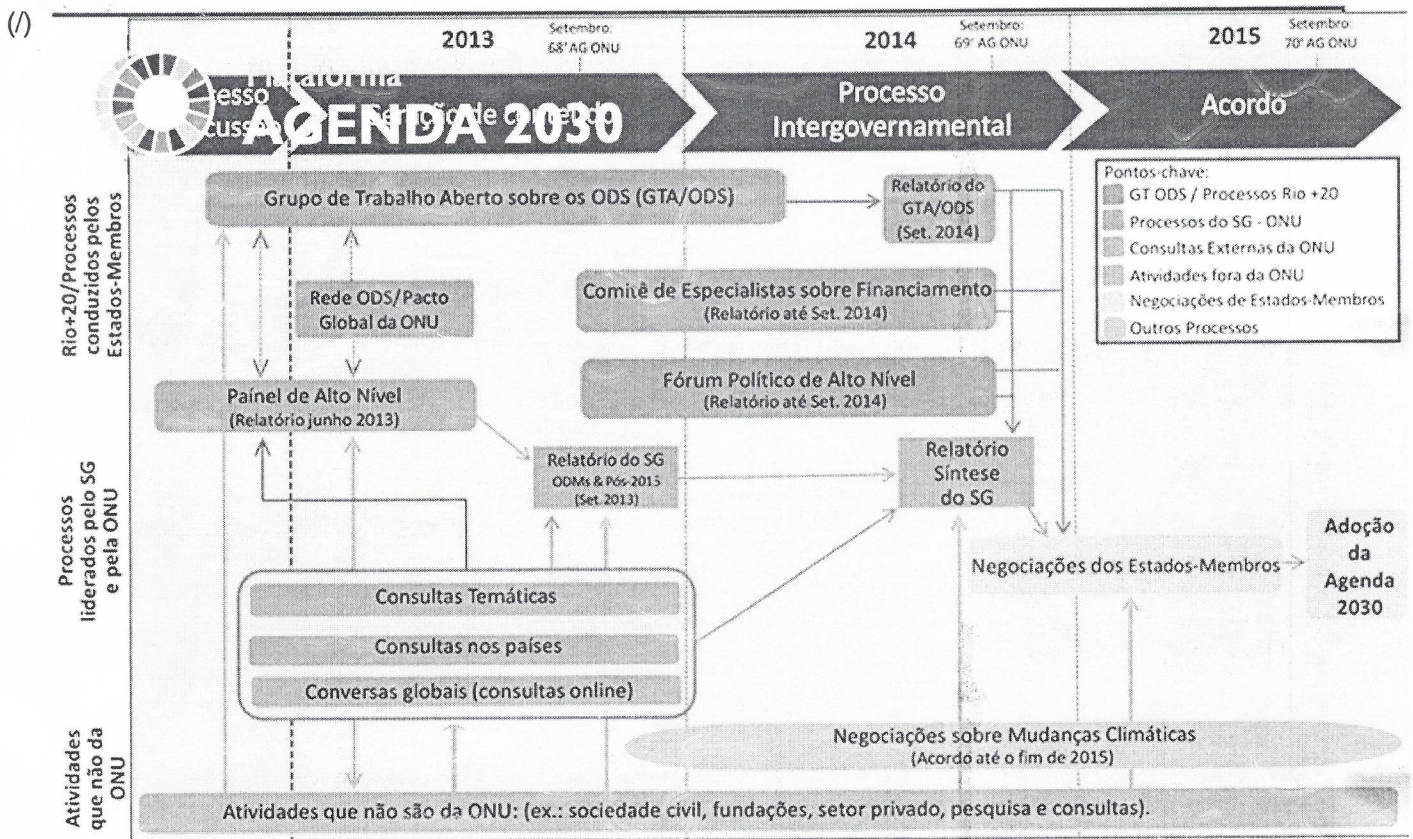 (/)
2013
Setembro:
68ª AG ONU
2014
Setembro:
69ª AG ONU
2015
Setembro:
70ª AG ONU
Plataforma
AGENDA 2030
Processo
Intergovernamental
Acordo
Rio+20/Processos
conduzidos pelos
Estados-Membros
Processos
liderados pelo SG
e pela ONU
Atividades
que não da
ONU
Grupo de Trabalho Aberto sobre os ODS (GTA/ODS)
Relatório do
GTA/ODS
(Set. 2014)
Pontos-chave:
GT ODS / Processos Rio +20
Processos do SG - ONU
Consultas Externas da ONU
Atividades fora da ONU
Negociações de Estados-Membros
Outros Processos
Rede ODS/Pacto
Global da ONU
Comitê de Especialistas sobre Financiamento
(Relatório até Set. 2014)
Painel de Alto Nível
(Relatório junho 2013)
Fórum Político de Alto Nível
(Relatório até Set. 2014)
Relatório do SG
ODMs & Pós-2015
(Set. 2013)
Relatório
Síntese
do SG
Negociações dos Estados-Membros
Adoção
da
Agenda
2030
Consultas Temáticas
Consultas nos países
Conversas globais (consultas online)
Negociações sobre Mudanças Climáticas
(Acordo até o fim de 2015)
Atividades que não são da ONU: (ex.: sociedade civil, fundações, setor privado, pesquisa e consultas).